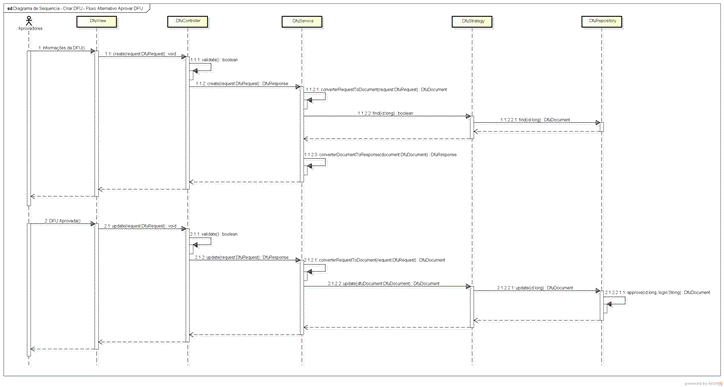 sd Diagrama de Sequencia - Criar DFU - Fluxo Alternativo Aprovar DFU
DfuView
DfuController
DfuService
DfuStrategy
DfuRepository
Aprovadores
1: Informações da DFU()
1.1: create(request:DfuRequest) : void
1.1.1: validate() : boolean
1.1.2: create(request:DfuRequest) : DfuResponse
1.1.2.1: converterRequestToDocument(request:DfuRequest) : DfuDocument
1.1.2.2: find(id:long) : boolean
1.1.2.2.1: find(id:long) : DfuDocument
1.1.2.3: converterDocumentToResponse(document:DfuDocument) : DfuResponse
2: DFU Aprovada()
2.1: update(request:DfuRequest) : void
2.1.1: validate() : boolean
2.1.2: update(request:DfuRequest) : DfuResponse
2.1.2.1: converterRequestToDocument(request:DfuRequest) : DfuDocument
2.1.2.2: update(dfuDocument:DfuDocument) : DfuDocument
2.1.2.2.1: update(id:long) : DfuDocument
2.1.2.2.1.1: approve(id:long, login:String) : DfuDocument
powered by Astah